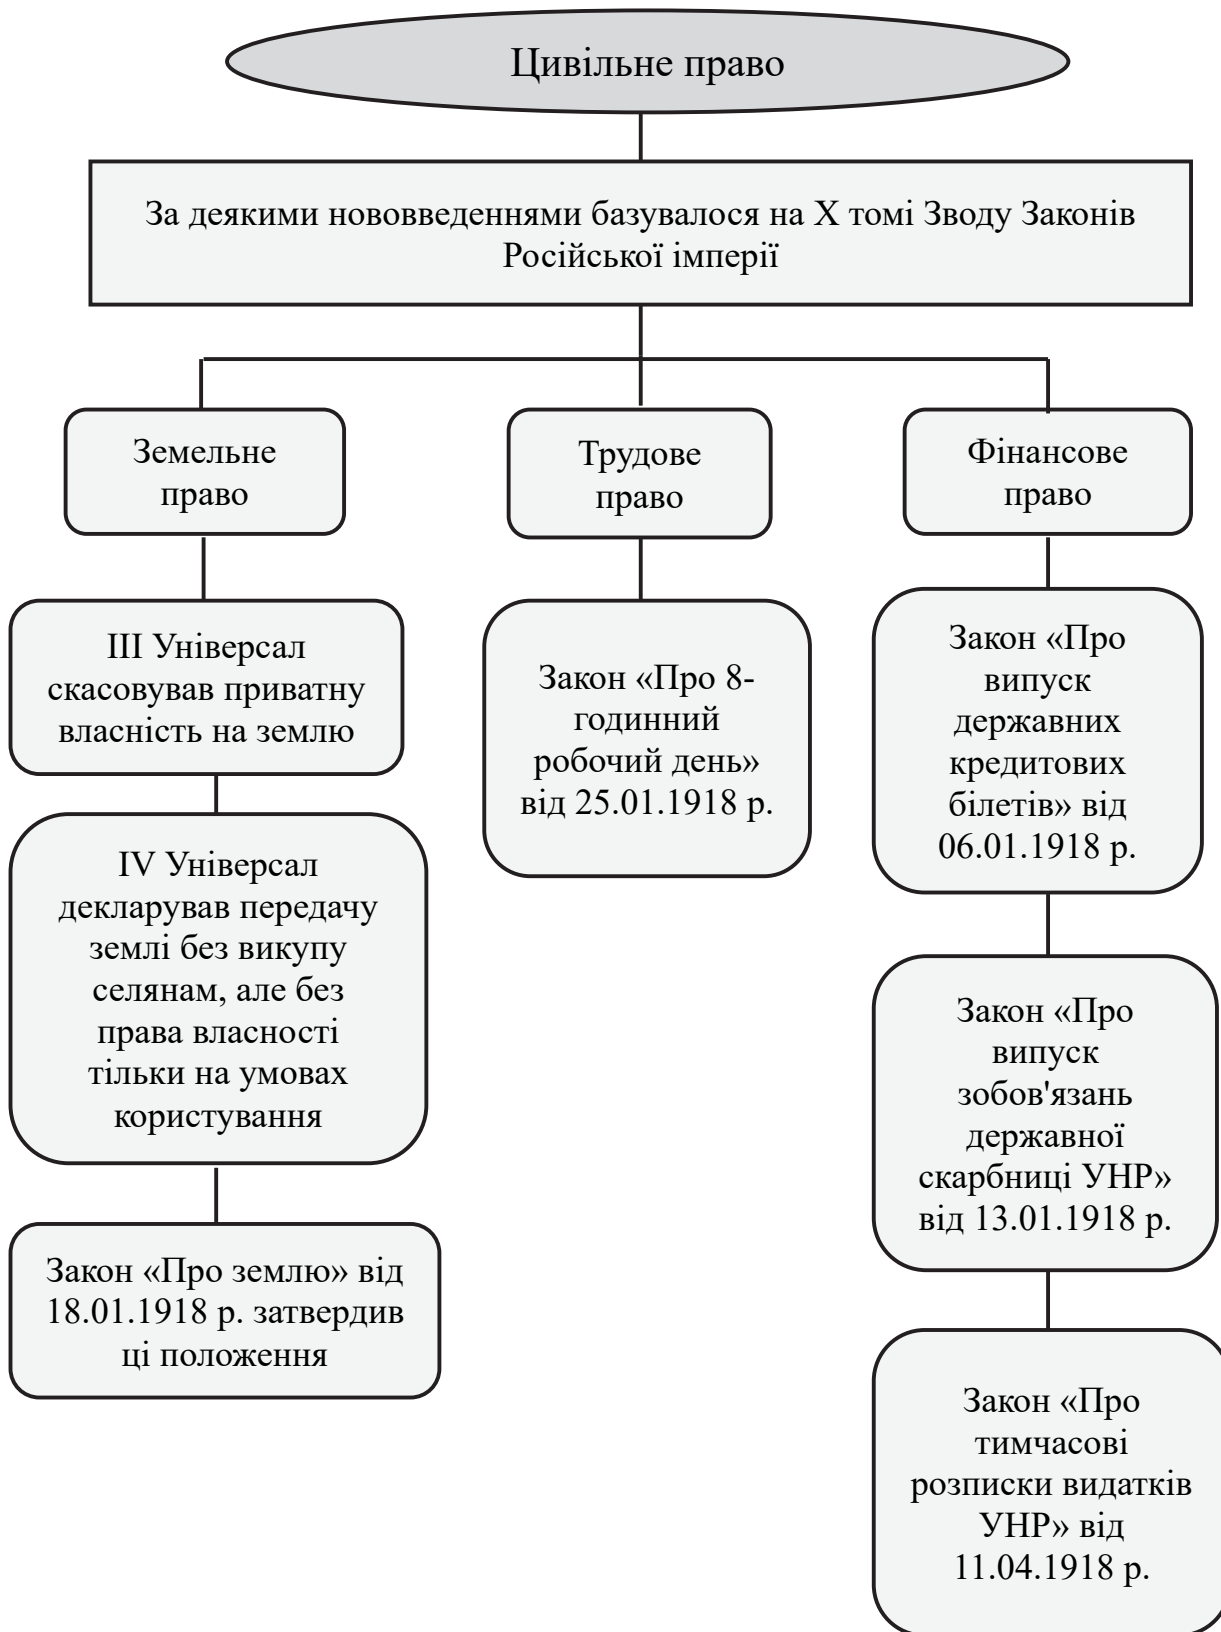 Цивільне право
За деякими нововведеннями базувалося на X томі Зводу Законів
Російської імперії
Земельне
право
III Універсал
скасовував приватну
власність на землю
IV Універсал
декларував передачу
землі без викупу
селянам, але без
права власності
тільки на умовах
користування
Закон «Про землю» від
18.01.1918 р. затвердив
ці положення
Трудове
право
Закон «Про 8-
годинний
робочий день»
від 25.01.1918 р.
Фінансове
право
Закон «Про
випуск
державних
кредитових
білетів» від
06.01.1918 р.
Закон «Про
випуск
зобов'язань
державної
скарбниці УНР»
від 13.01.1918 р.
Закон «Про
тимчасові
розписки видатків
УНР» від
11.04.1918 р.